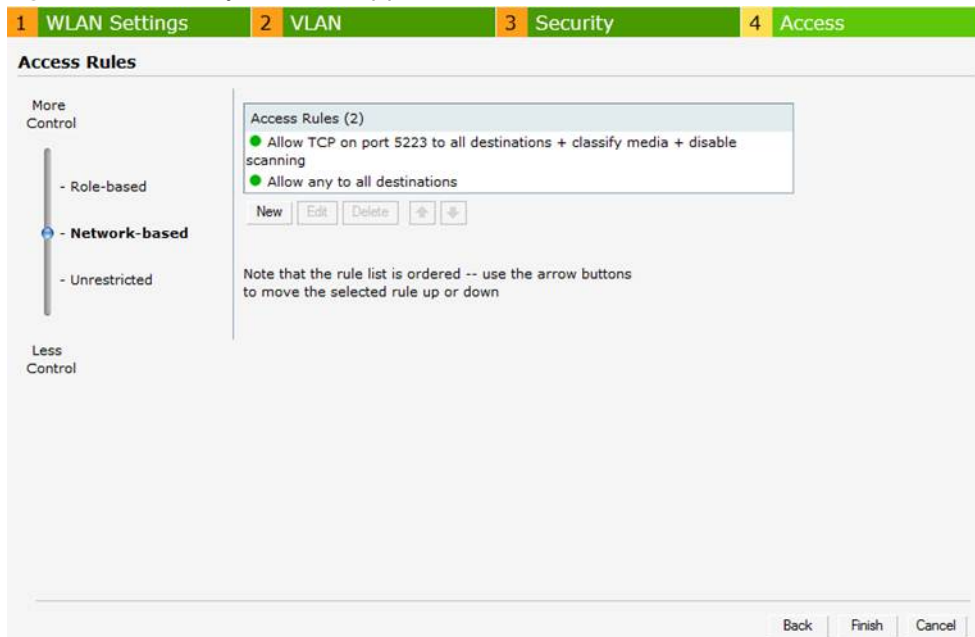 1 WLAN Settings 2 VLAN 3 Security 4 Access
Access Rules
More
Control
- Role-based
- Network-based
- Unrestricted
Less
Control
Access Rules (2)
Allow TCP on port 5223 to all destinations + classify media + disable
scanning
Allow any to all destinations
New Edit Delete
Note that the rule list is ordered -- use the arrow buttons
to move the selected rule up or down
Back Finish Cancel